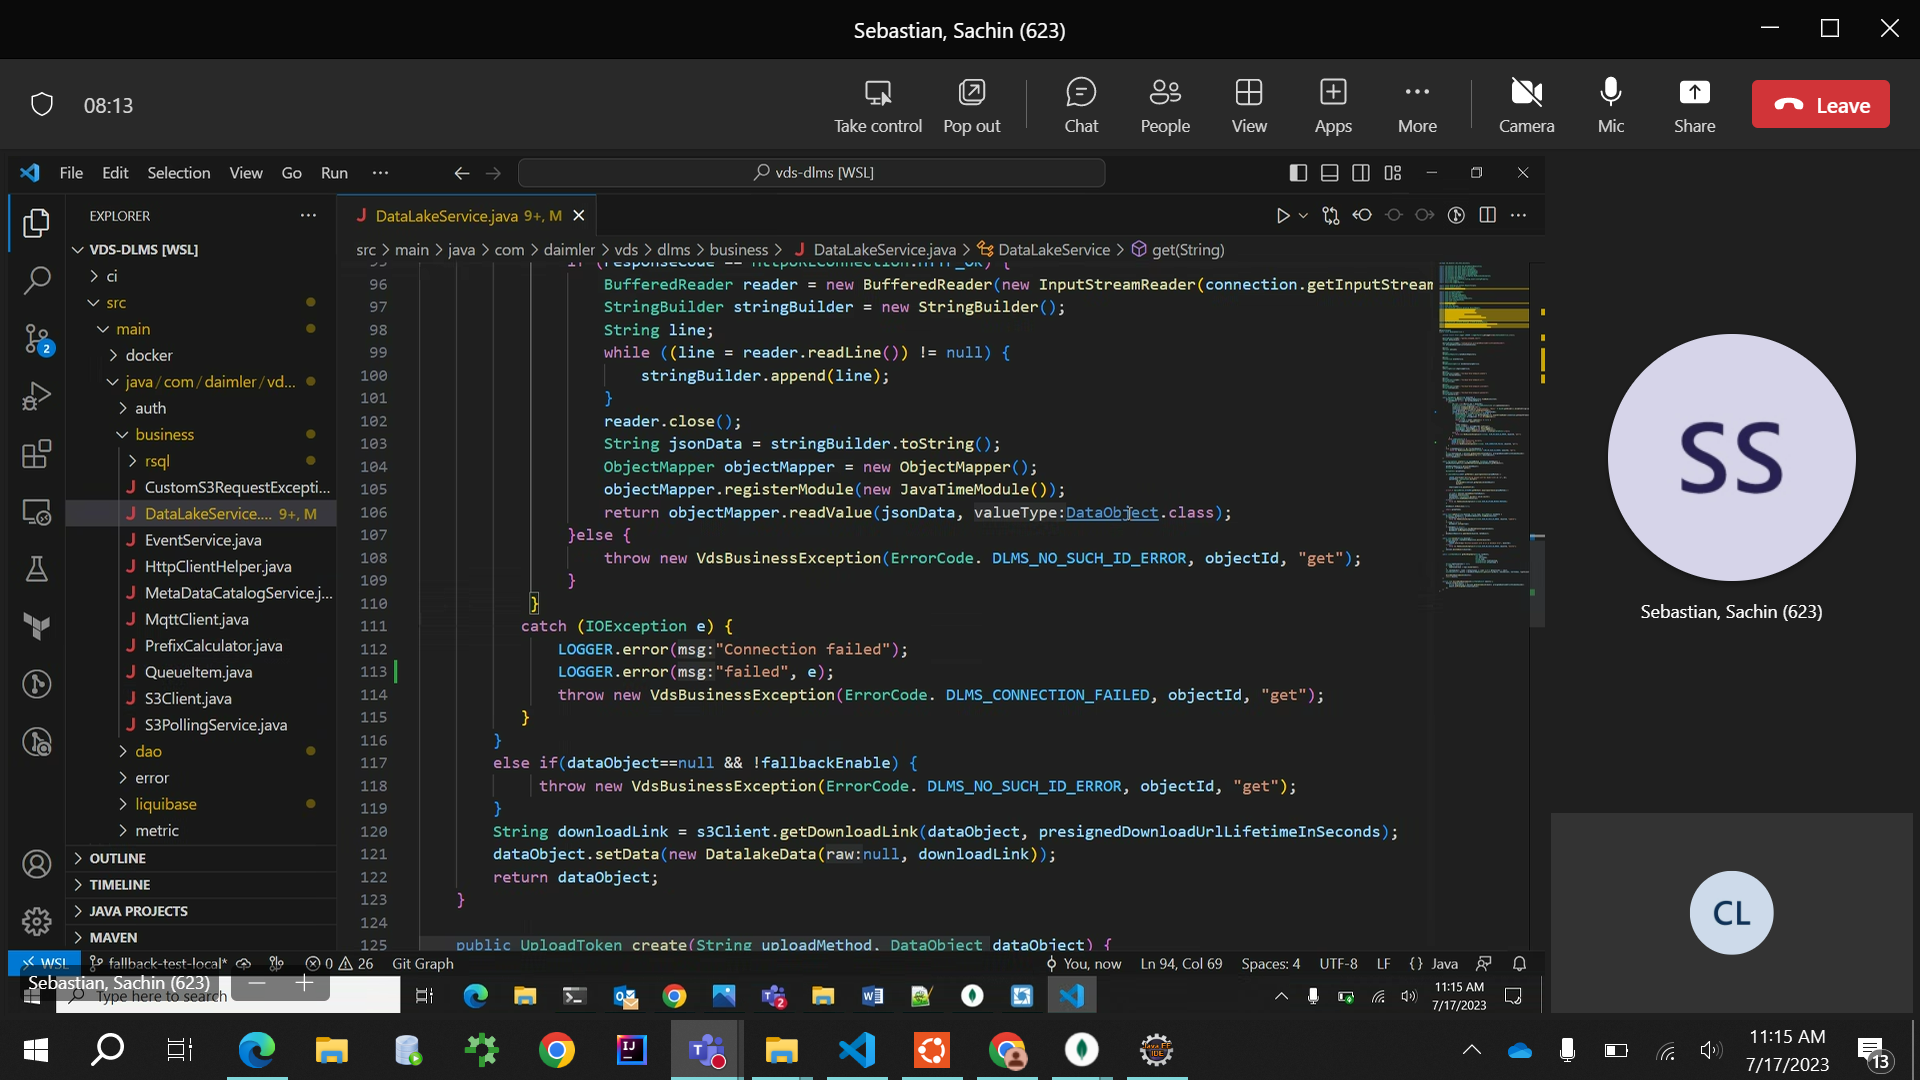 Sebastian, Sachin (623)
08:13
Take control
Pop out
Chat
People
View
Apps
More
Camera
Mic
Share
Leave
File Edit Selection View Go Run ···
vds-dlms [WSL]
EXPLORER
DataLakeService.java 9+, M
src > main > java > com > daimler > vds > dlms > business > DataLakeService.java > DataLakeService > get(String)
VDS-DLMS [WSL]
ci
src
main
docker
java/com/daimler/vd...
auth
business
rsql
CustomS3RequestExcepti...
DataLakeService.... 9+, M
EventService.java
HttpClientHelper.java
MetaDataCatalogService.j...
MqttClient.java
PrefixCalculator.java
QueueItem.java
S3Client.java
S3PollingService.java
dao
error
liquibase
metric
OUTLINE
TIMELINE
JAVA PROJECTS
MAVEN
2
95 if (responseCode == HttpURLConnection.HTTP_OK) {
96 BufferedReader reader = new BufferedReader(new InputStreamReader(connection.getInputStream
97 StringBuilder stringBuilder = new StringBuilder();
98 String line;
99 while ((line = reader.readLine()) != null) {
100 stringBuilder.append(line);
101 }
102 reader.close();
103 String jsonData = stringBuilder.toString();
104 ObjectMapper objectMapper = new ObjectMapper();
105 objectMapper.registerModule(new JavaTimeModule());
106 return objectMapper.readValue(jsonData, valueType:DataObject.class);
107 }else {
108 throw new VdsBusinessException(ErrorCode. DLMS_NO_SUCH_ID_ERROR, objectId, "get");
109 }
110 }
111 catch (IOException e) {
112 LOGGER.error(msg:"Connection failed");
113 LOGGER.error(msg:"failed", e);
114 throw new VdsBusinessException(ErrorCode. DLMS_CONNECTION_FAILED, objectId, "get");
115 }
116 }
117 else if(dataObject==null && !fallbackEnable) {
118 throw new VdsBusinessException(ErrorCode. DLMS_NO_SUCH_ID_ERROR, objectId, "get");
119 }
120 String downloadLink = s3Client.getDownloadLink(dataObject, presignedDownloadUrlLifetimeInSeconds);
121 dataObject.setData(new DatalakeData(raw:null, downloadLink));
122 return dataObject;
123 }
124
125 public UploadToken create(String uploadMethod, DataObject dataObject) {
WSL fallback-test-local* 0 26 Git Graph
You, now Ln 94, Col 69 Spaces: 4 UTF-8 LF {} Java
Sebastian, Sachin (623)
Type here to search
11:15 AM
7/17/2023
SS
Sebastian, Sachin (623)
CL
11:15 AM
7/17/2023
13